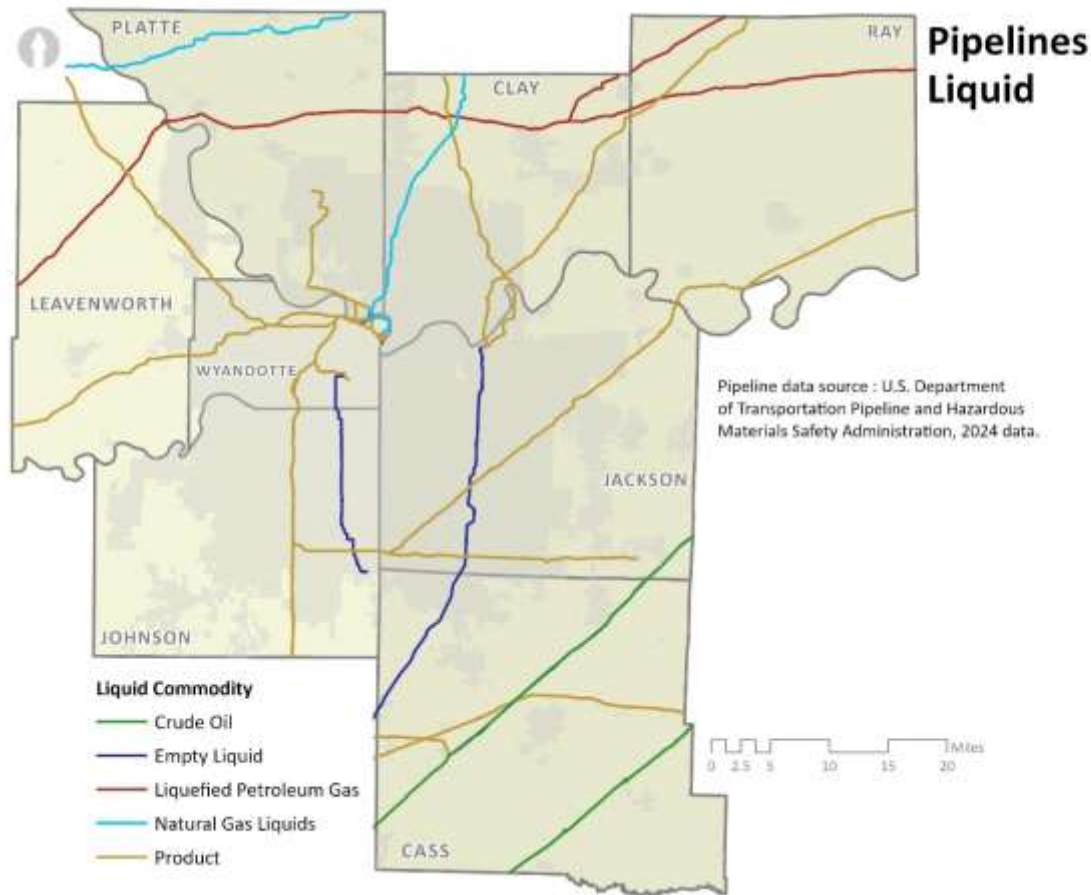 Pipelines
Liquid
PLATTE
RAY
CLAY
LEAVENWORTH
WYANDOTTE
Pipeline data source : U.S. Department
of Transportation Pipeline and Hazardous
Materials Safety Administration, 2024 data.
JACKSON
JOHNSON
Liquid Commodity
Crude Oil
Empty Liquid
Liquefied Petroleum Gas
Natural Gas Liquids
Product
Miles
0 2.5 5 10 15 20
CASS